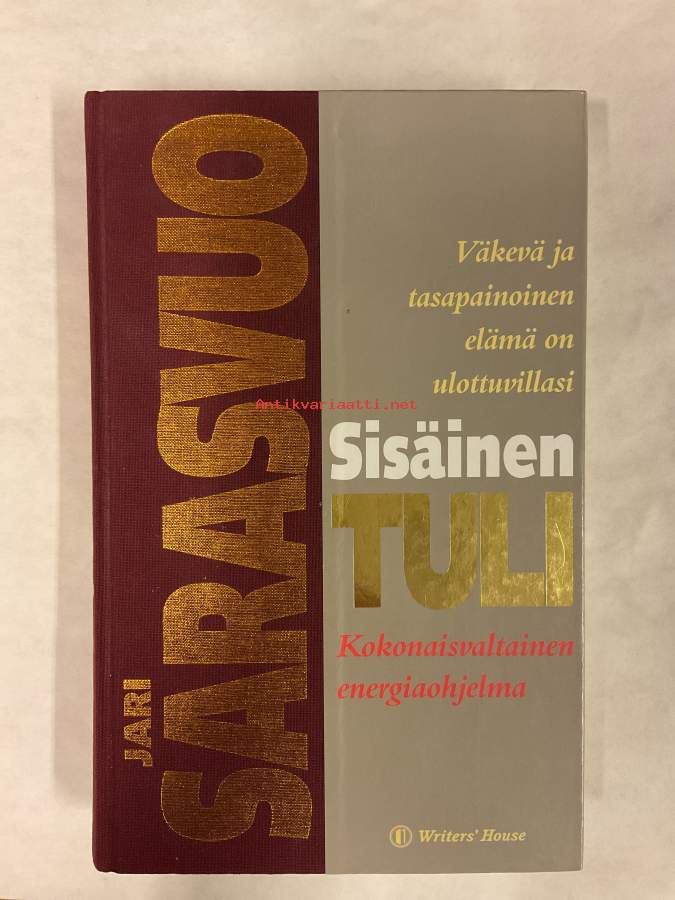 JARI
SARASVUO
Väkevä ja
tasapainoinen
elämä on
ulottuvillasi
Antikvariaatti.net
Sisäinen
TULI
Kokonaisvaltainen
energiaohjelma
Writers' House